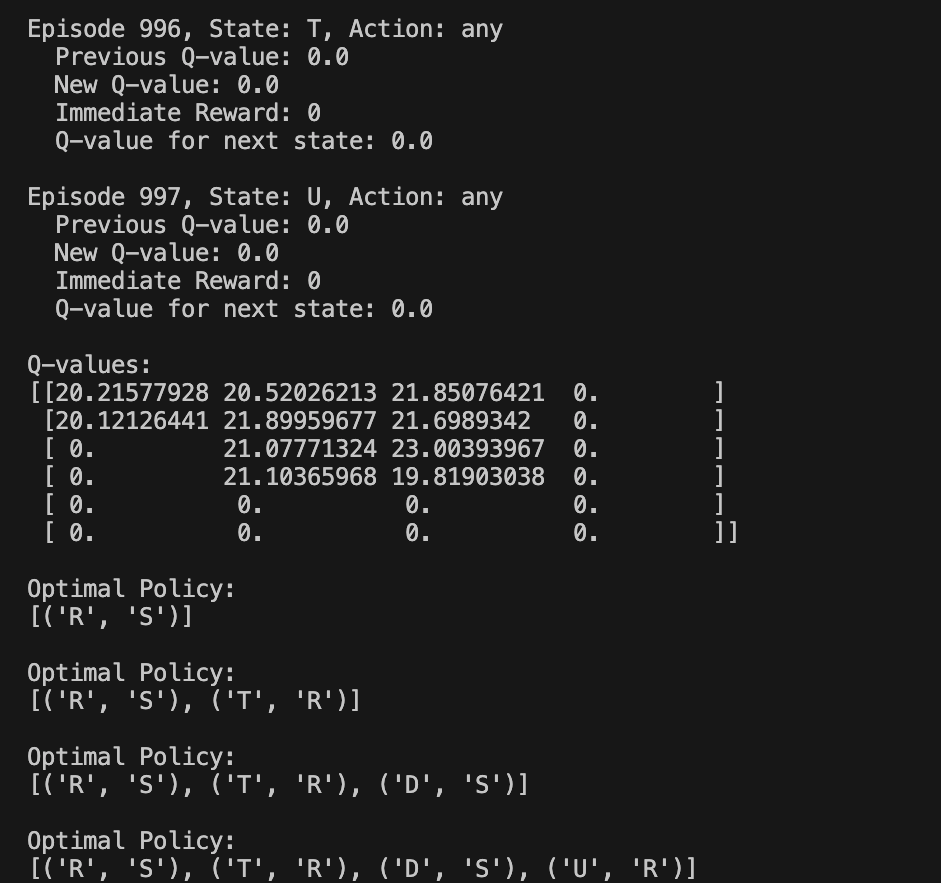 Episode 996, State: T, Action: any
  Previous Q-value: 0.0
  New Q-value: 0.0
  Immediate Reward: 0
  Q-value for next state: 0.0

Episode 997, State: U, Action: any
  Previous Q-value: 0.0
  New Q-value: 0.0
  Immediate Reward: 0
  Q-value for next state: 0.0

Q-values:
[[20.21577928 20.52026213 21.85076421  0.        ]
 [20.12126441 21.89959677 21.6989342   0.        ]
 [ 0.         21.07771324 23.00393967  0.        ]
 [ 0.         21.10365968 19.81903038  0.        ]
 [ 0.          0.          0.          0.        ]
 [ 0.          0.          0.          0.        ]]

Optimal Policy:
[('R', 'S')]

Optimal Policy:
[('R', 'S'), ('T', 'R')]

Optimal Policy:
[('R', 'S'), ('T', 'R'), ('D', 'S')]

Optimal Policy:
[('R', 'S'), ('T', 'R'), ('D', 'S'), ('U', 'R')]